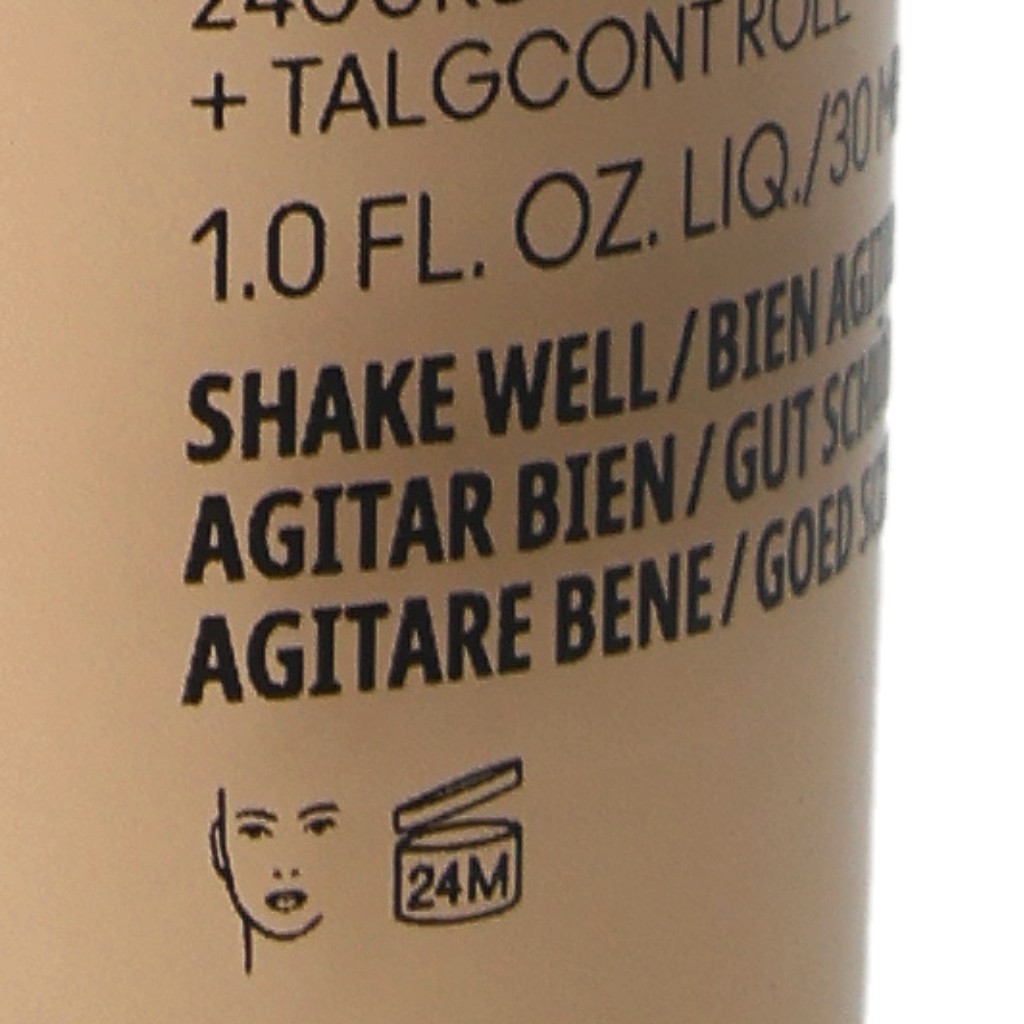 + TALGCONTROLL
1.0 FL. OZ. LIQ./30
SHAKE WELL / BIEN
AGITAR BIEN / GUT
AGITARE BENE / GOED
24M